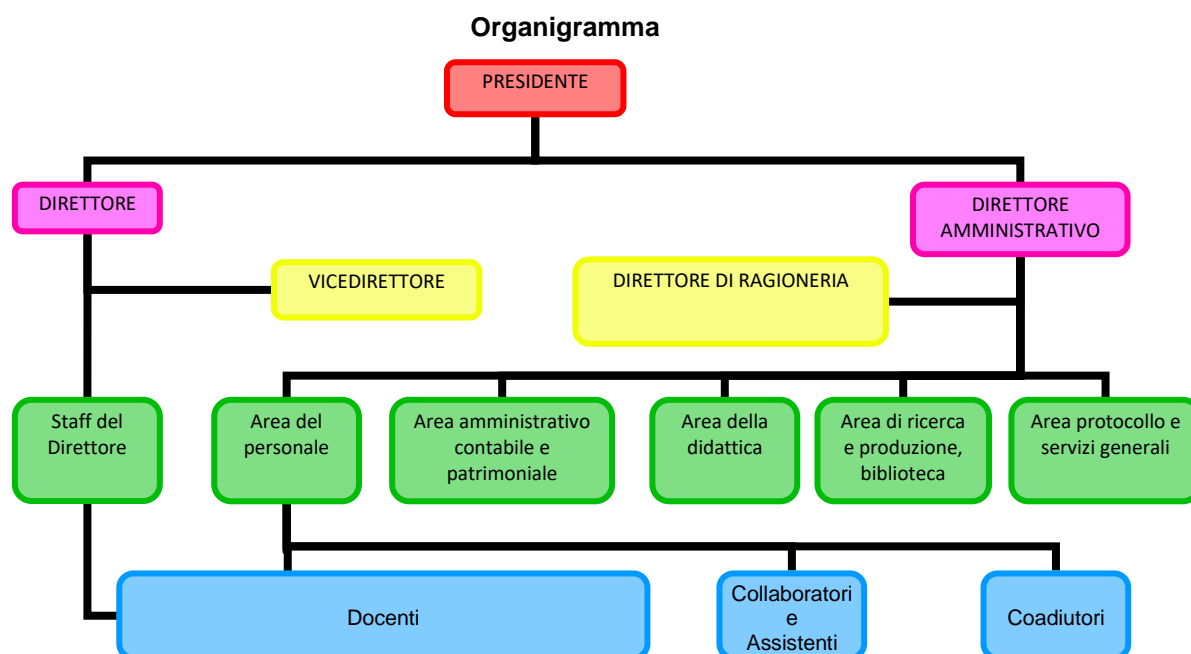 Organigramma
PRESIDENTE
DIRETTORE
DIRETTORE
AMMINISTRATIVO
VICEDIRETTORE
DIRETTORE DI RAGIONERIA
Staff del
Direttore
Area del
personale
Area amministrativo
contabile e
patrimoniale
Area della
didattica
Area di ricerca
e produzione,
biblioteca
Area protocollo e
servizi generali
Docenti
Collaboratori
e
Assistenti
Coadiutori